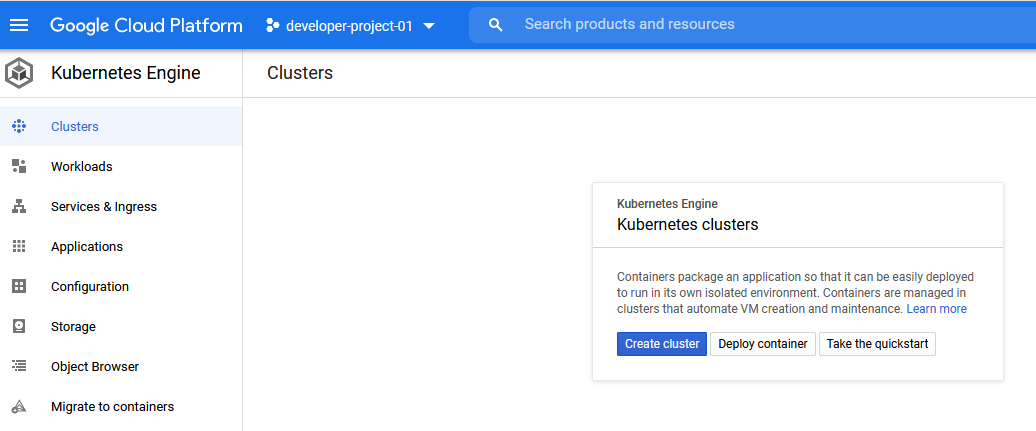 Google Cloud Platform
developer-project-01
Search products and resources
Kubernetes Engine
Clusters
Clusters
Workloads
Services & Ingress
Applications
Configuration
Storage
Object Browser
Migrate to containers
Kubernetes Engine
Kubernetes clusters
Containers package an application so that it can be easily deployed
to run in its own isolated environment. Containers are managed in
clusters that automate VM creation and maintenance. Learn more
Create cluster
Deploy container
Take the quickstart